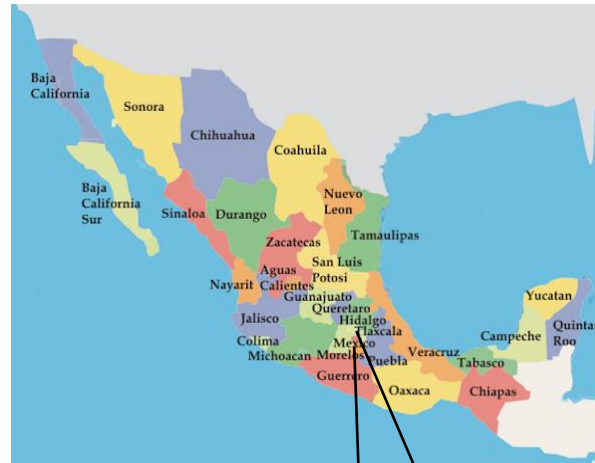 Baja
California
Sonora
Chihuahua
Coahuila
Baja
California
Sur
Sinaloa
Durango
Nuevo
Leon
Zacatecas
Tamaulipas
San Luis
Potosi
Nayarit
Aguas
Calientes
Guanajuato
Queretaro
Hidalgo
Jalisco
Tlaxcala
Mexico
Colima
Michoacan
Morelos
Puebla
Veracruz
Guerrero
Oaxaca
Tabasco
Chiapas
Campeche
Yucatan
Quintana
Roo